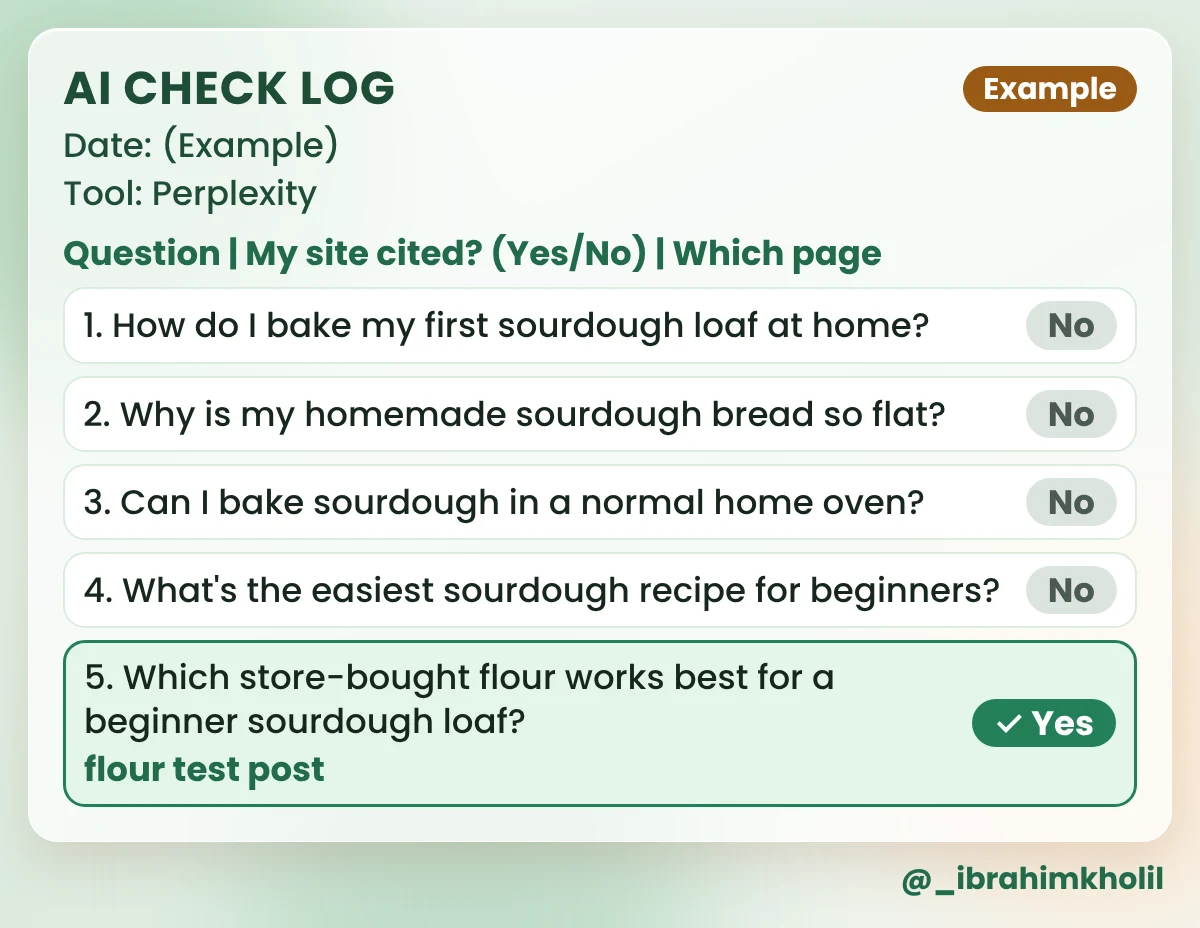 AI CHECK LOG
Example
Date: (Example)
Tool: Perplexity
Question | My site cited? (Yes/No) | Which page
1. How do I bake my first sourdough loaf at home? No
2. Why is my homemade sourdough bread so flat? No
3. Can I bake sourdough in a normal home oven? No
4. What's the easiest sourdough recipe for beginners? No
5. Which store-bought flour works best for a
beginner sourdough loaf?
✓ Yes
flour test post
@_ibrahimkholil